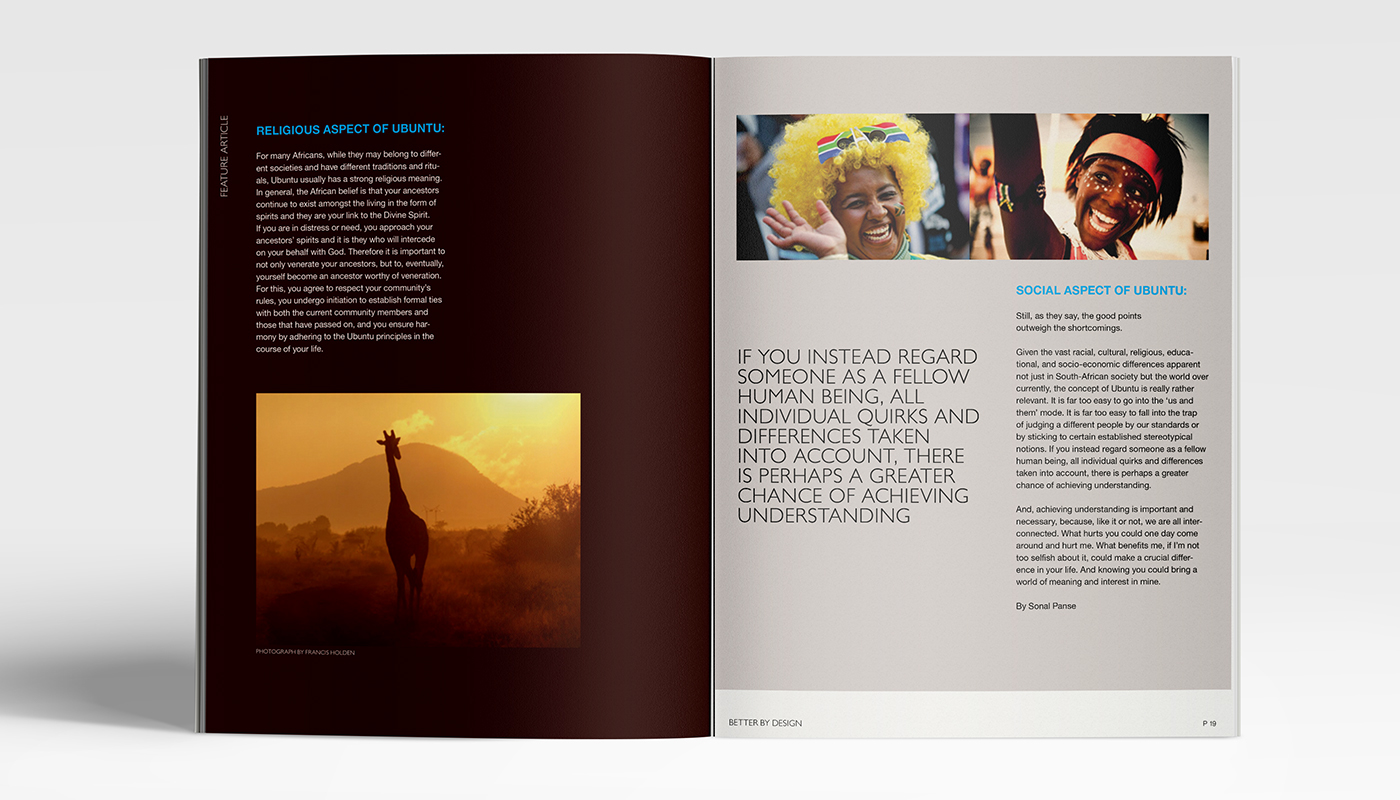 FEATURE ARTICLE
RELIGIOUS ASPECT OF UBUNTU:
For many Africans, while they may belong to differ-
ent societies and have different traditions and ritu-
als, Ubuntu usually has a strong religious meaning.
In general, the African belief is that your ancestors
continue to exist amongst the living in the form of
spirits and they are your link to the Divine Spirit.
If you are in distress or need, you approach your
ancestors' spirits and it is they who will intercede
on your behalf with God. Therefore it is important to
not only venerate your ancestors, but to, eventually,
yourself become an ancestor worthy of veneration.
For this, you agree to respect your community's
rules, you undergo initiation to establish formal ties
with both the current community members and
those that have passed on, and you ensure har-
mony by adhering to the Ubuntu principles in the
course of your life.
PHOTOGRAPH BY FRANCIS HOLDEN
IF YOU INSTEAD REGARD
SOMEONE AS A FELLOW
HUMAN BEING, ALL
INDIVIDUAL QUIRKS AND
DIFFERENCES TAKEN
INTO ACCOUNT, THERE
IS PERHAPS A GREATER
CHANCE OF ACHIEVING
UNDERSTANDING
SOCIAL ASPECT OF UBUNTU:
Still, as they say, the good points
outweigh the shortcomings.
Given the vast racial, cultural, religious, educa-
tional, and socio-economic differences apparent
not just in South-African society but the world over
currently, the concept of Ubuntu is really rather
relevant. It is far too easy to go into the 'us and
them' mode. It is far too easy to fall into the trap
of judging a different people by our standards or
by sticking to certain established stereotypical
notions. If you instead regard someone as a fellow
human being, all individual quirks and differences
taken into account, there is perhaps a greater
chance of achieving understanding.
And, achieving understanding is important and
necessary, because, like it or not, we are all inter-
connected. What hurts you could one day come
around and hurt me. What benefits me, if I'm not
too selfish about it, could make a crucial differ-
ence in your life. And knowing you could bring a
world of meaning and interest in mine.
By Sonal Panse
BETTER BY DESIGN
P 19